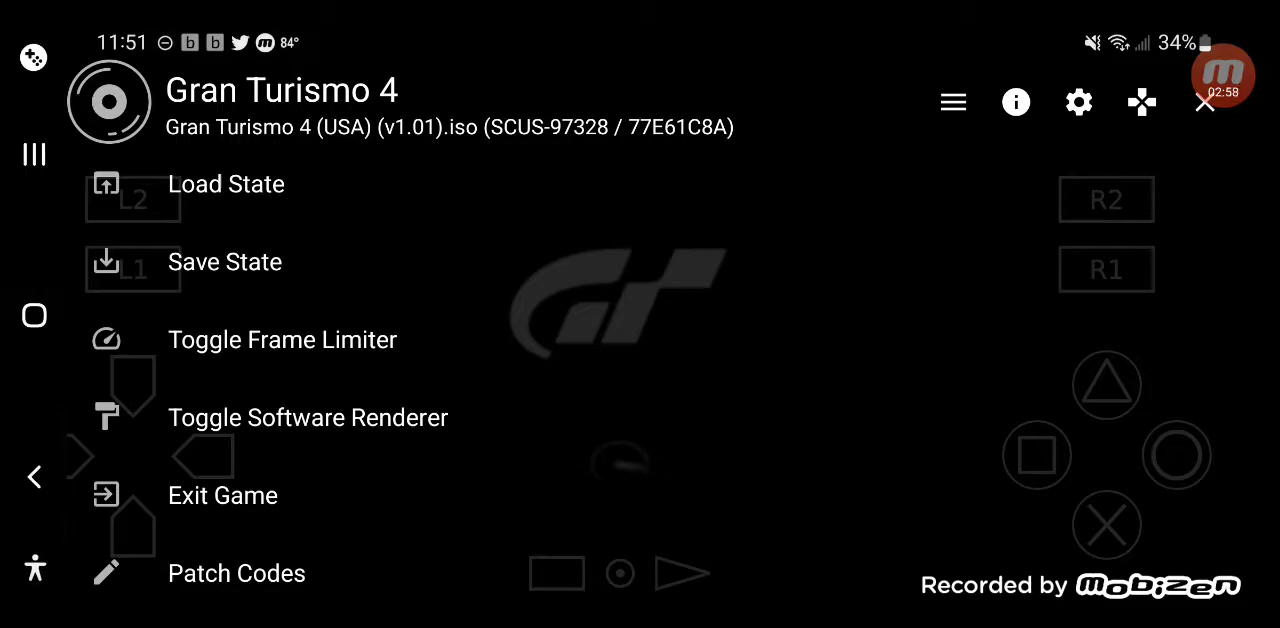 11:51 84° 34%
02:58
Gran Turismo 4
Gran Turismo 4 (USA) (v1.01).iso (SCUS-97328 / 77E61C8A)
Load State
L2
R2
Save State
L1
R1
GT
Toggle Frame Limiter
Toggle Software Renderer
Exit Game
Patch Codes
Recorded by mobizen